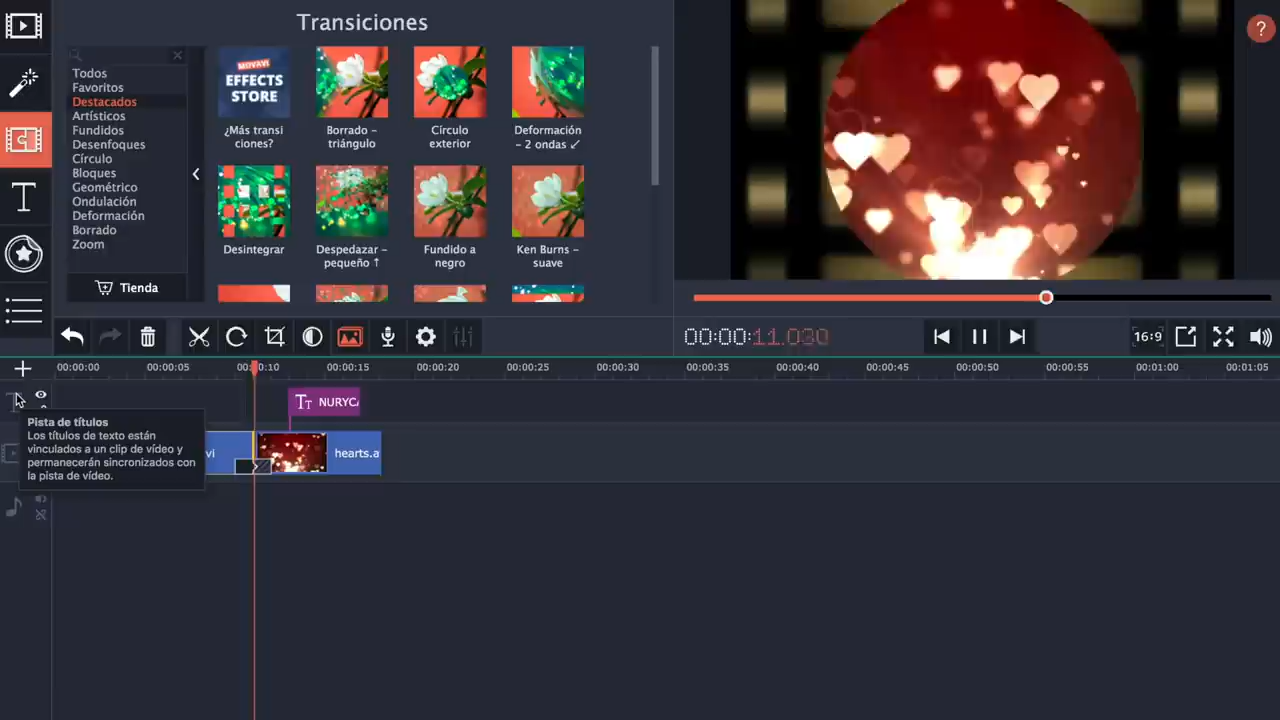 Transiciones
Todos
Favoritos
Destacados
Artísticos
Fundidos
Desenfoques
Círculo
Bloques
Geométrico
Ondulación
Deformación
Borrado
Zoom
Tienda
MOVAVI
EFFECTS
STORE
¿Más transi
ciones?
Borrado -
triángulo
Círculo
exterior
Deformación
- 2 ondas ↙
Desintegrar
Despedazar -
pequeño ↑
Fundido a
negro
Ken Burns -
suave
?
00:00:11.030
16:9
00:00:00 00:00:05 00:00:10 00:00:15 00:00:20 00:00:25 00:00:30 00:00:35 00:00:40 00:00:45 00:00:50 00:00:55 00:01:00 00:01:05
NURYC
Pista de títulos
Los títulos de texto están
vinculados a un clip de vídeo y
permanecerán sincronizados con
la pista de vídeo.
vi
hearts.a